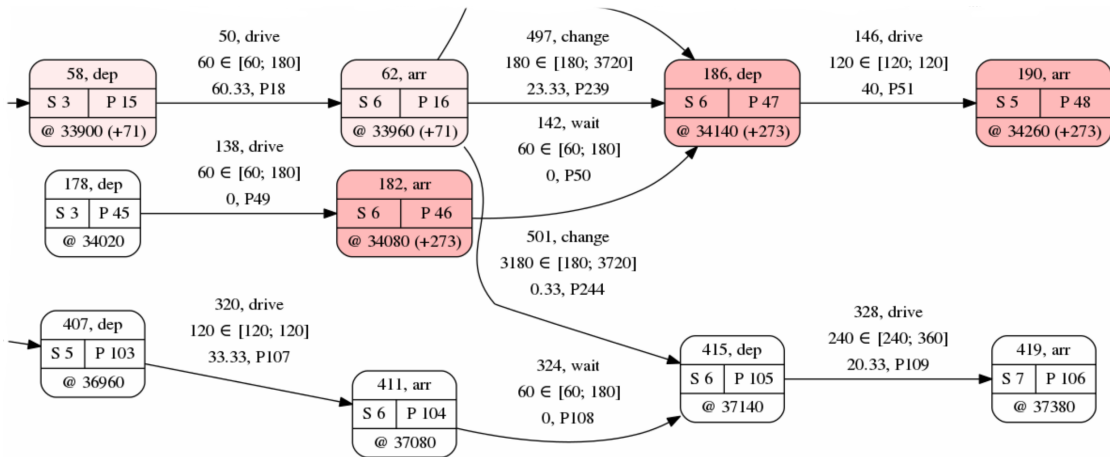 50, drive
60 ∈ [60; 180]
60.33, P18
497, change
180 ∈ [180; 3720]
23.33, P239
146, drive
120 ∈ [120; 120]
40, P51
58, dep
S 3 P 15
@ 33900 (+71)
62, arr
S 6 P 16
@ 33960 (+71)
186, dep
S 6 P 47
@ 34140 (+273)
190, arr
S 5 P 48
@ 34260 (+273)
138, drive
60 ∈ [60; 180]
0, P49
142, wait
60 ∈ [60; 180]
0, P50
178, dep
S 3 P 45
@ 34020
182, arr
S 6 P 46
@ 34080 (+273)
501, change
3180 ∈ [180; 3720]
0.33, P244
320, drive
120 ∈ [120; 120]
33.33, P107
328, drive
240 ∈ [240; 360]
20.33, P109
407, dep
S 5 P 103
@ 36960
411, arr
S 6 P 104
@ 37080
324, wait
60 ∈ [60; 180]
0, P108
415, dep
S 6 P 105
@ 37140
419, arr
S 7 P 106
@ 37380